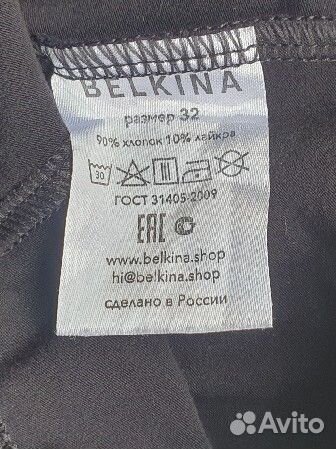 BELKINA
размер 32
90% хлопок 10% лайкра
30
ГОСТ 31405-2009
EAC
www.belkina.shop
hi@belkina.shop
сделано в России
Avito